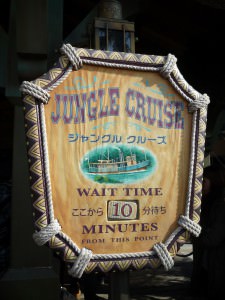 JUNGLE CRUISE
ジャングル クルーズ
WAIT TIME
ここから 10 分待ち
MINUTES
FROM THIS POINT